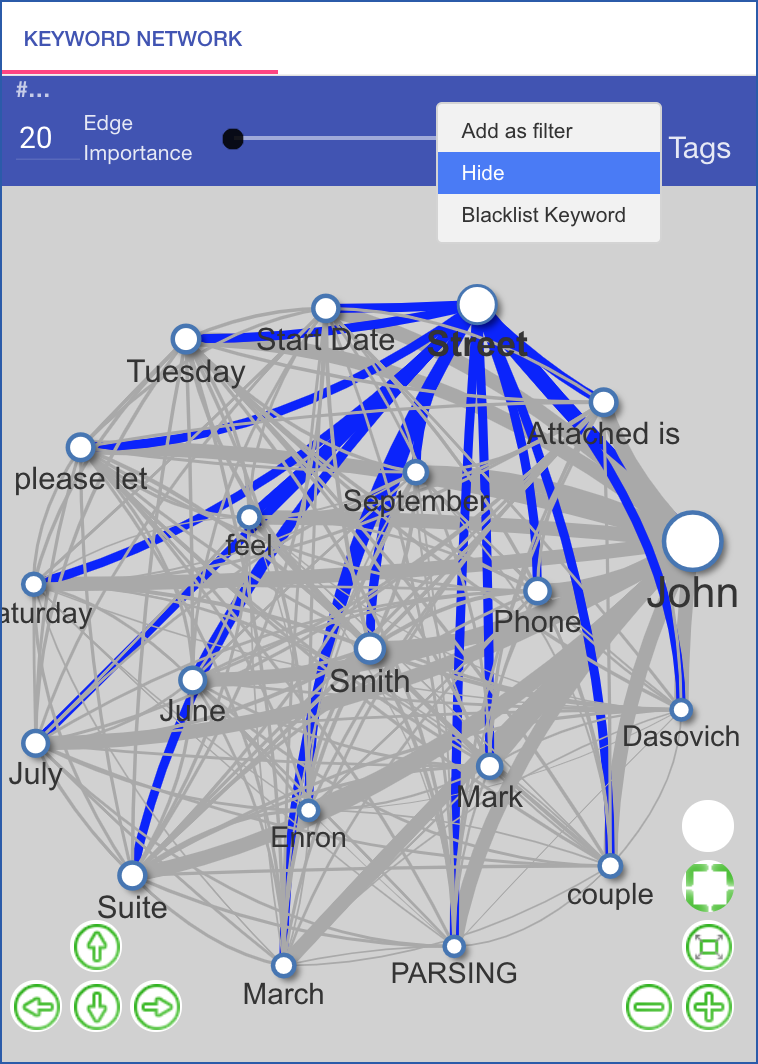 KEYWORD NETWORK
#...
20
Edge
Importance
Add as filter
Hide
Blacklist Keyword
Tags
Start Date
Street
Tuesday
Attached is
please let
September
feel
John
aturday
Phone
Smith
June
Dasovich
July
Mark
Enron
couple
Suite
PARSING
March